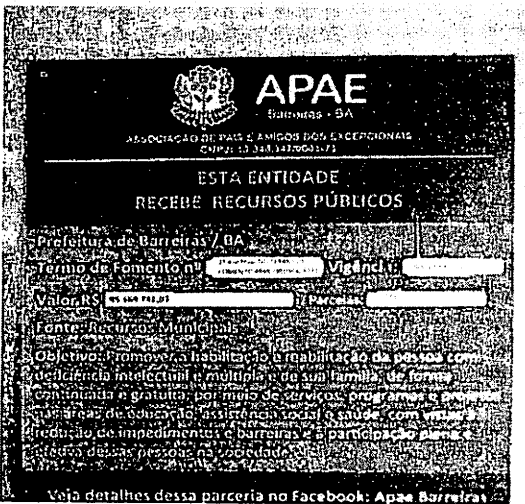 APAE
Barreiras - BA
ASSOCIAÇÃO DE PAIS E AMIGOS DOS EXCEPCIONAIS
CNPJ:
ESTA ENTIDADE
RECEBE RECURSOS PÚBLICOS
Prefeitura de Barreiras / BA
Termo de Fomento nº Vigência:
Valor R$ / Parcelas:
Fonte: Recursos Municipais
Objetivo: Promover a habilitação e reabilitação da pessoa com
deficiência intelectual e múltipla e da sua família, de forma
continuada e gratuita, por meio de serviços, programas e projetos
nas áreas de educação, assistência social e saúde, com vistas à
redução de impedimentos e barreiras e a participação plena e
efetiva dessas pessoas na sociedade.
Veja detalhes dessa parceria no Facebook: Apae Barreiras